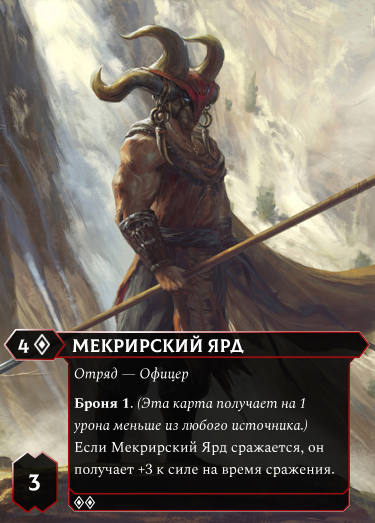 4
МЕКРИРСКИЙ ЯРД
Отряд — Офицер
Броня 1. (Эта карта получает на 1
урона меньше из любого источника.)
Если Мекрирский Ярд сражается, он
получает +3 к силе на время сражения.
3